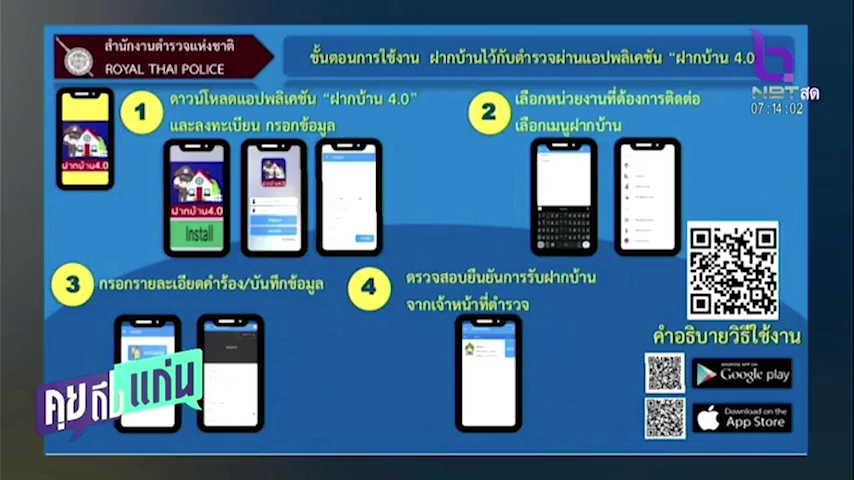 สำนักงานตำรวจแห่งชาติ
ROYAL THAI POLICE
ขั้นตอนการใช้งาน ฝากบ้านไว้กับตำรวจผ่านแอปพลิเคชัน “ฝากบ้าน 4.0
NBT สด
07:14:02
1
ดาวน์โหลดแอปพลิเคชัน “ฝากบ้าน 4.0”
และลงทะเบียน กรอกข้อมูล
ฝากบ้าน4.0
ฝากบ้าน4.0
Install
2
เลือกหน่วยงานที่ต้องการติดต่อ
เลือกเมนูฝากบ้าน
3
กรอกรายละเอียดคำร้อง/บันทึกข้อมูล
4
ตรวจสอบยืนยันการรับฝากบ้าน
จากเจ้าหน้าที่ตำรวจ
คำอธิบายวิธีใช้งาน
ANDROID APP ON
Google play
Download on the
App Store
คุยถึงแก่น